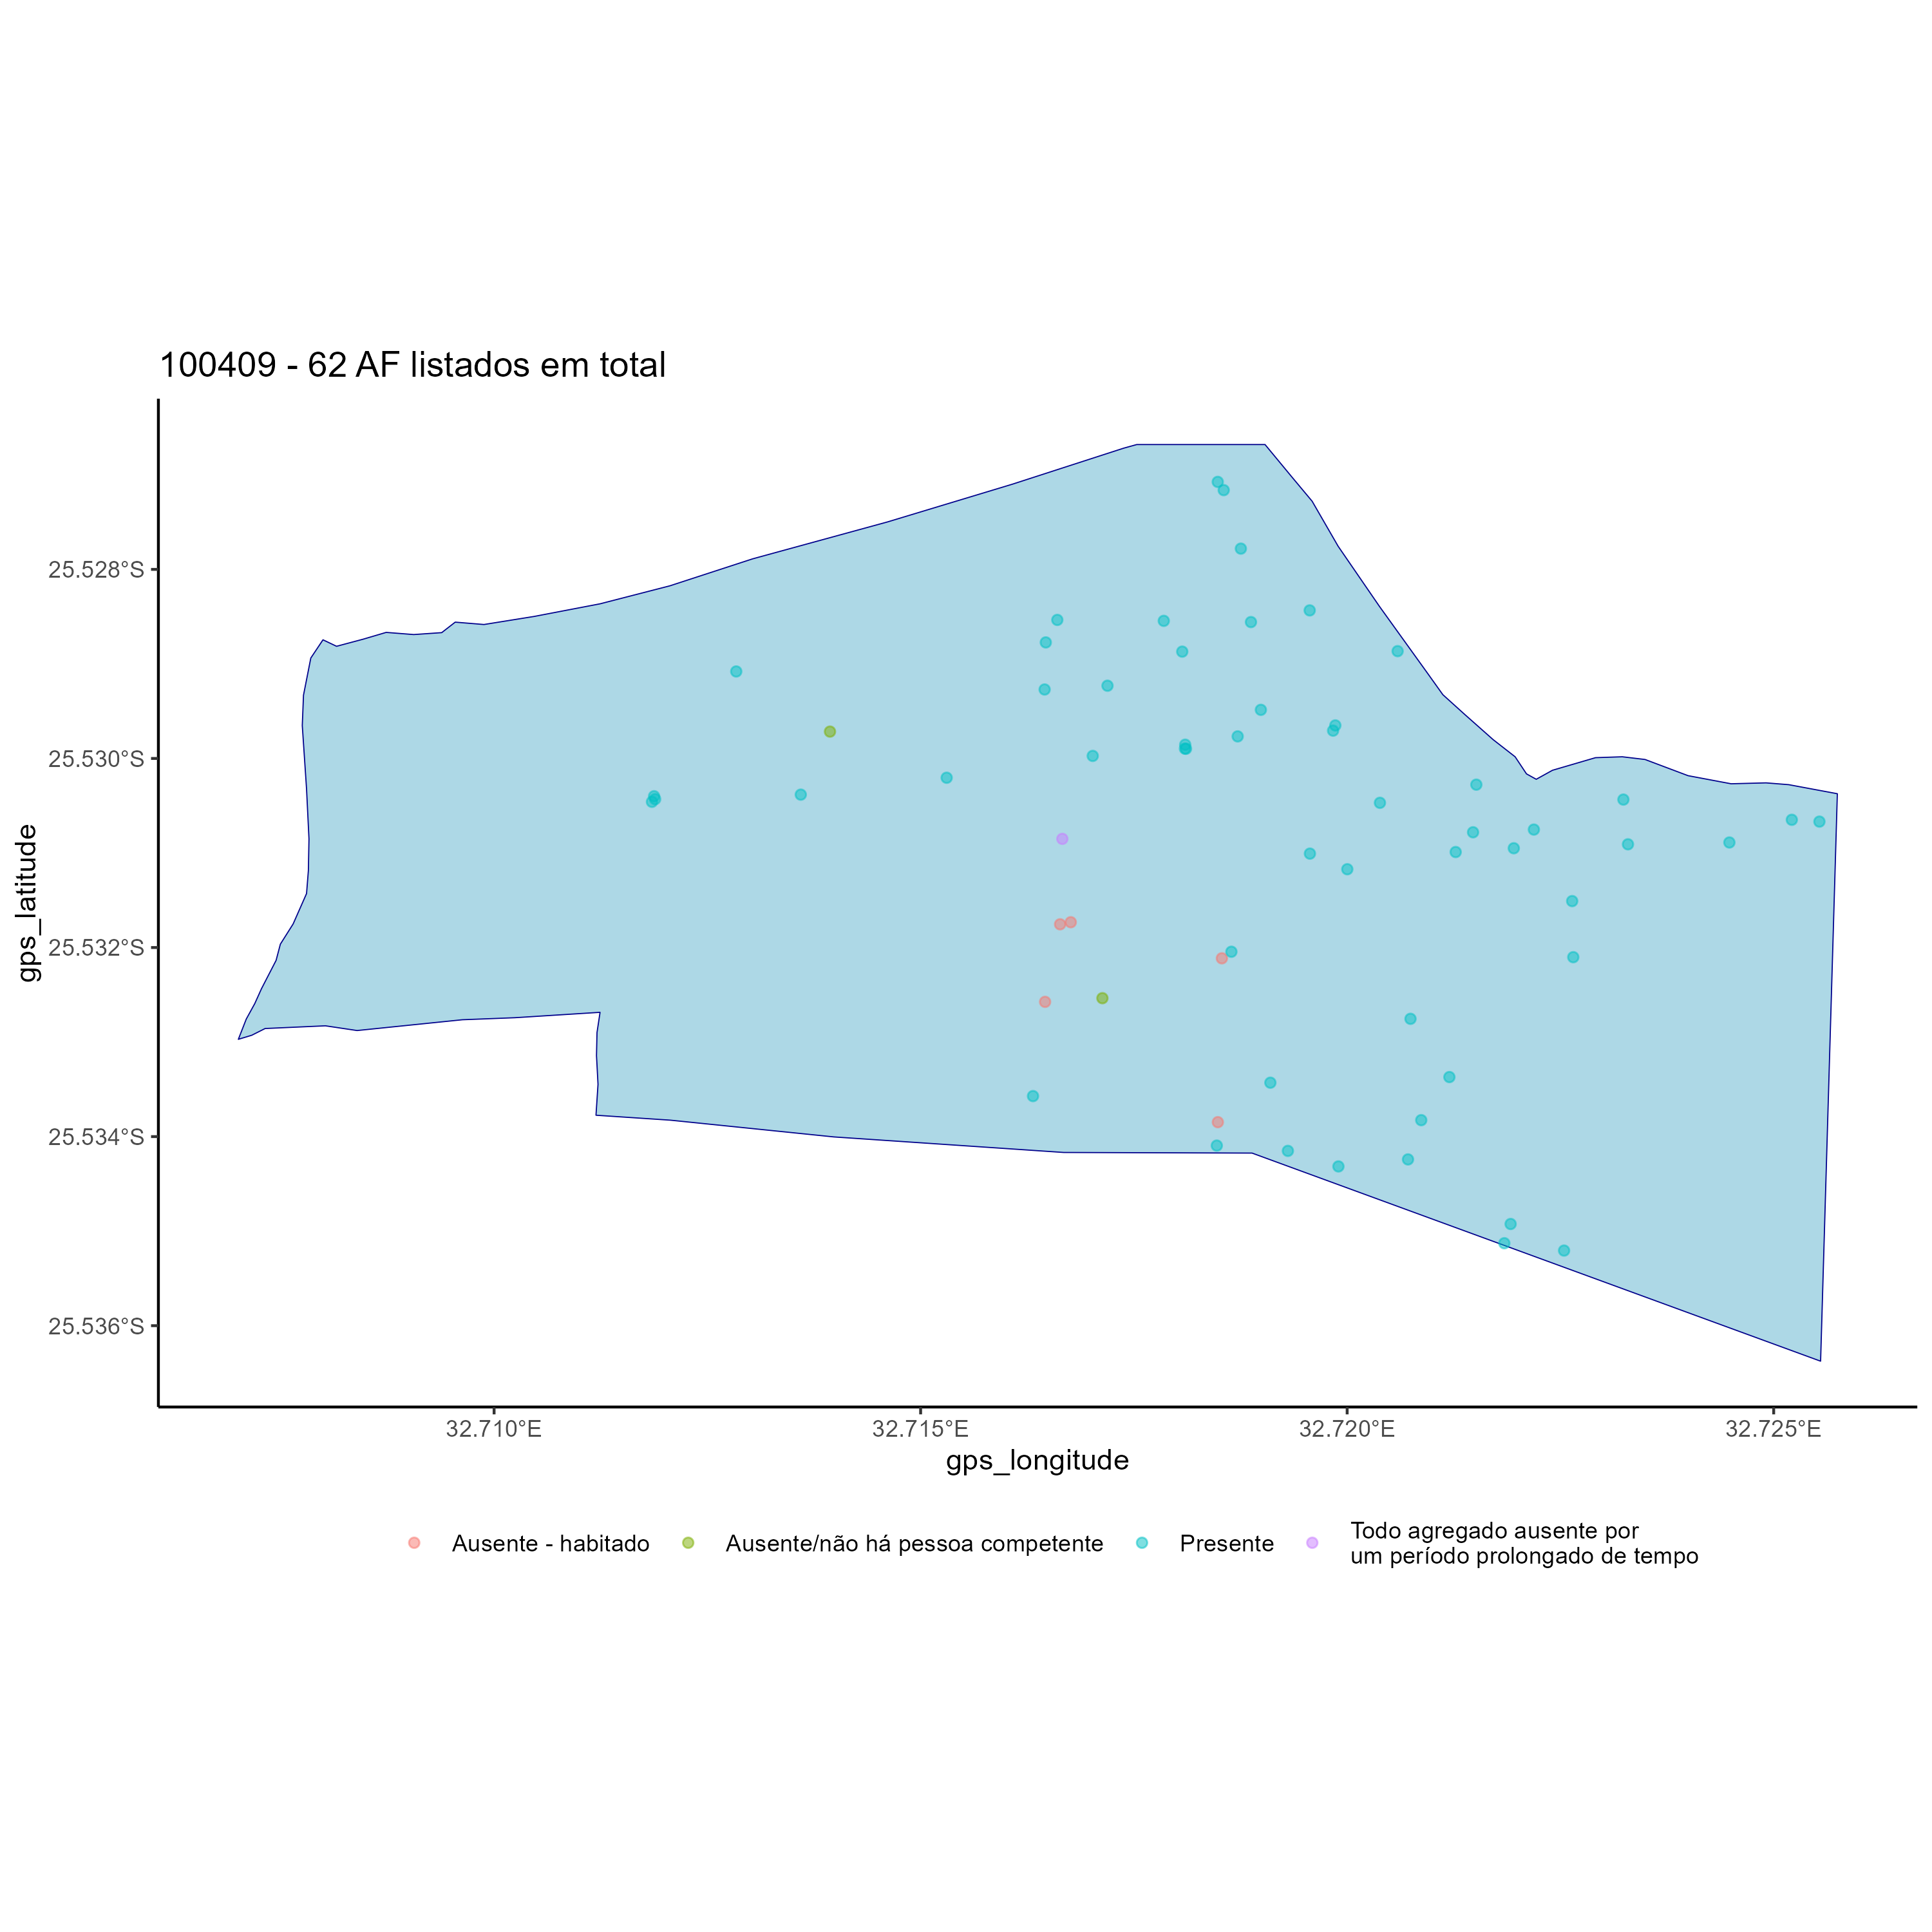 100409 - 62 AF listados em total
gps_latitude
25.528°S
25.530°S
25.532°S
25.534°S
25.536°S
32.710°E
32.715°E
32.720°E
32.725°E
gps_longitude
Ausente - habitado
Ausente/não há pessoa competente
Presente
Todo agregado ausente por
um período prolongado de tempo